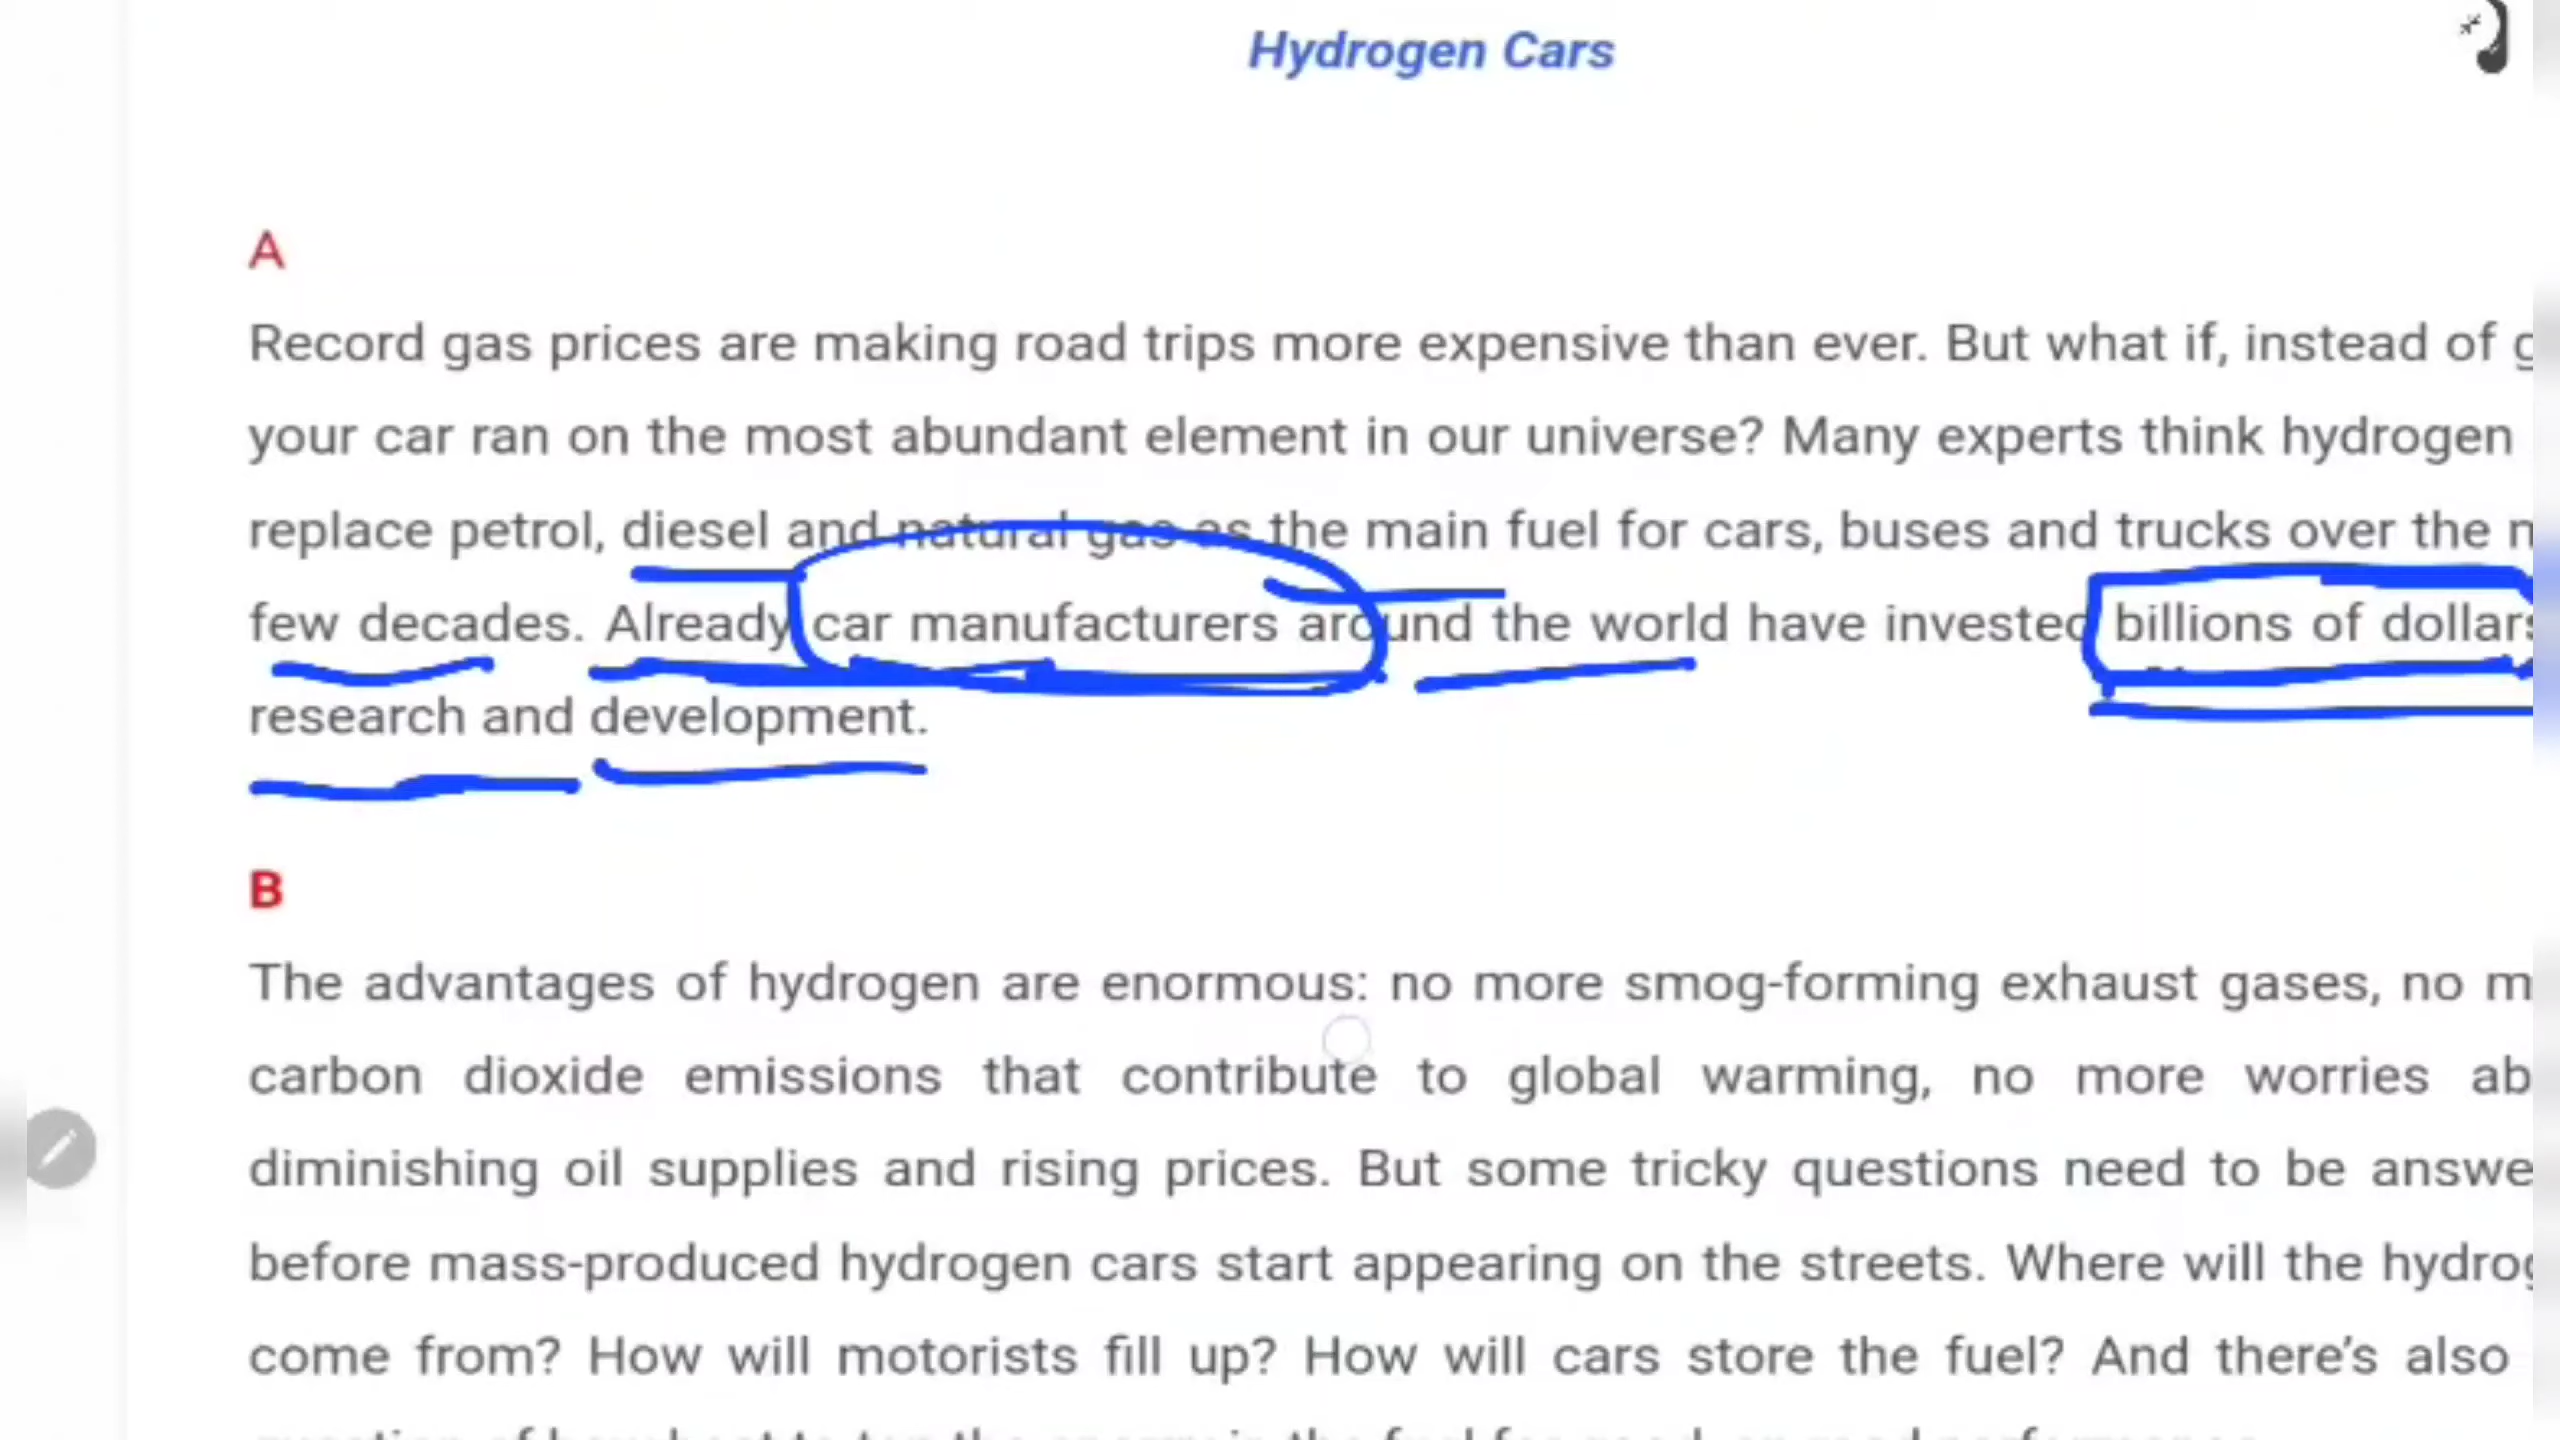 Hydrogen Cars
A
Record gas prices are making road trips more expensive than ever. But what if, instead of
your car ran on the most abundant element in our universe? Many experts think hydrogen
replace petrol, diesel and natural gas as the main fuel for cars, buses and trucks over the
few decades. Already car manufacturers around the world have invested billions of dollars
research and development.
B
The advantages of hydrogen are enormous: no more smog-forming exhaust gases, no
carbon dioxide emissions that contribute to global warming, no more worries
diminishing oil supplies and rising prices. But some tricky questions need to be
before mass-produced hydrogen cars start appearing on the streets. Where will the
come from? How will motorists fill up? How will cars store the fuel? And there's also